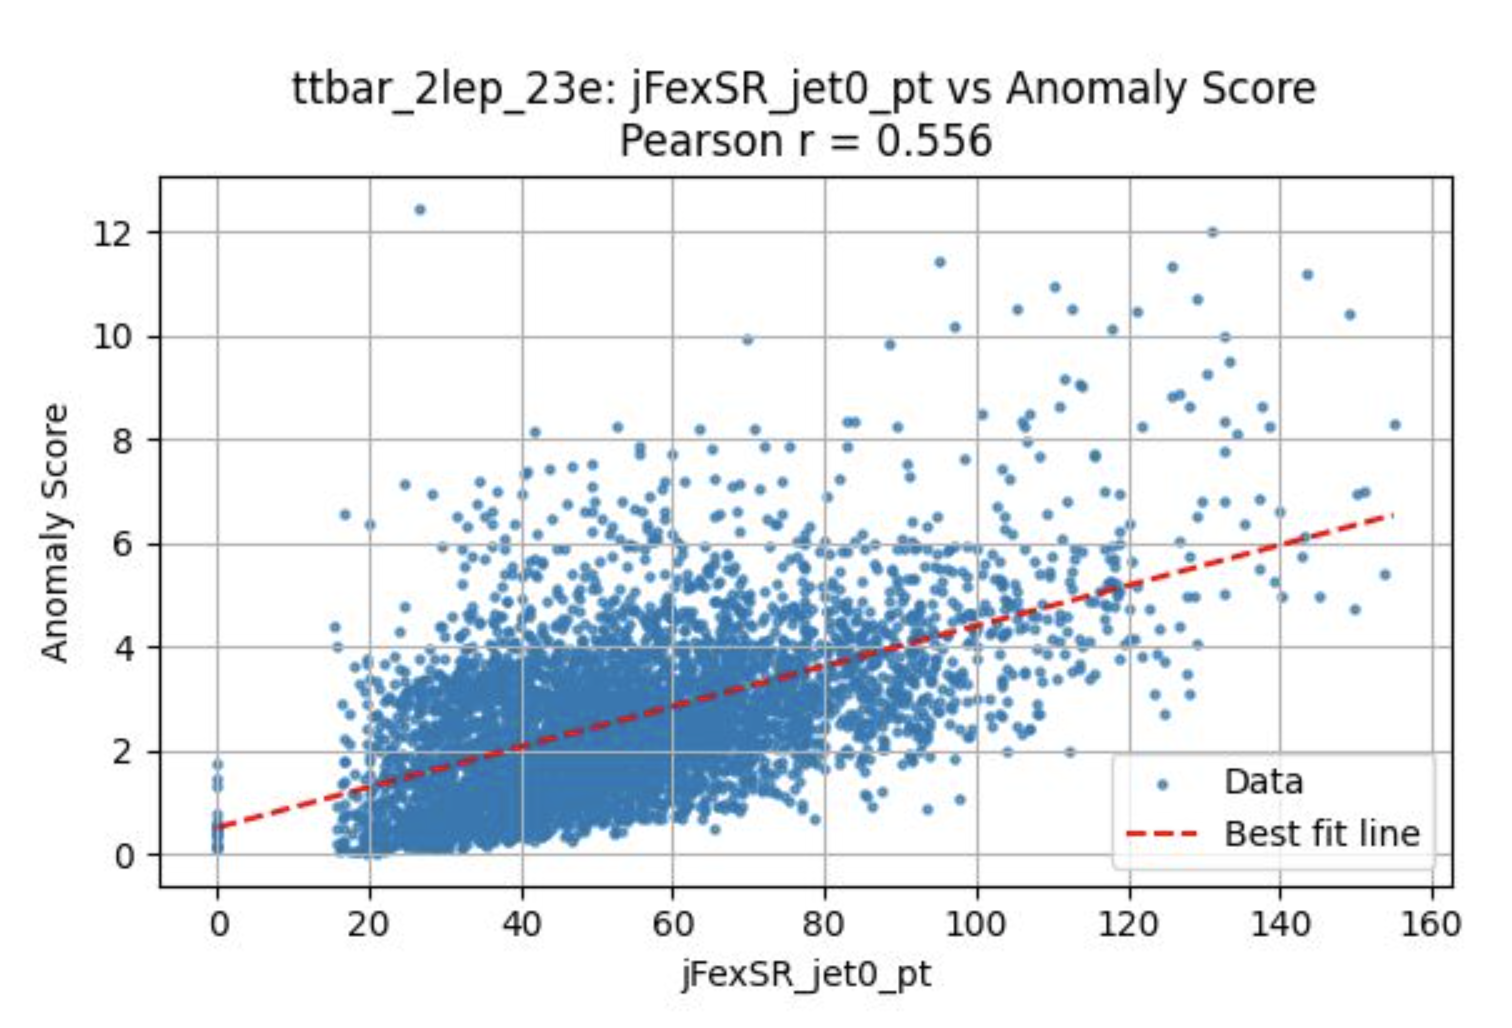 ttbar_2lep_23e: jFexSR_jet0_pt vs Anomaly Score
Pearson r = 0.556
12
10
8
6
4
2
0
Anomaly Score
Data
Best fit line
0 20 40 60 80 100 120 140 160
jFexSR_jet0_pt